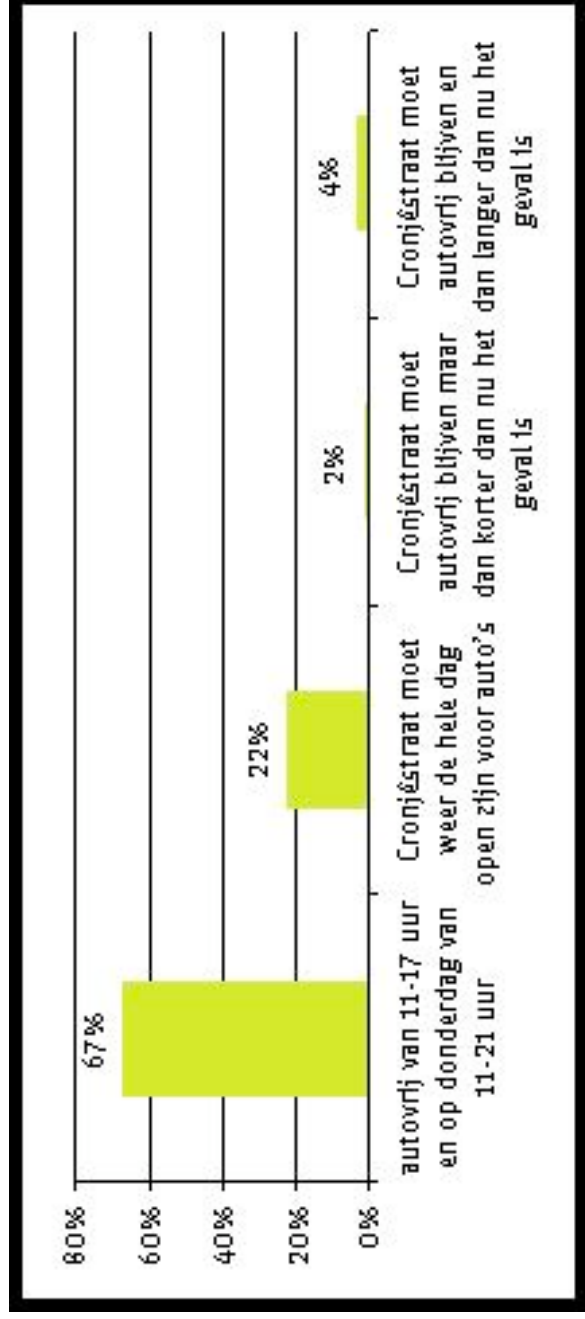 80%
60%
40%
20%
0%
67%
22%
2%
4%
autovrij van 11-17 uur
en op donderdag van
11-21 uur
Cronjéstraat moet
weer de hele dag
open zijn voor auto's
Cronjéstraat moet
autovrij blijven maar
dan korter dan nu het
geval is
Cronjéstraat moet
autovrij blijven en
dan langer dan nu het
geval is